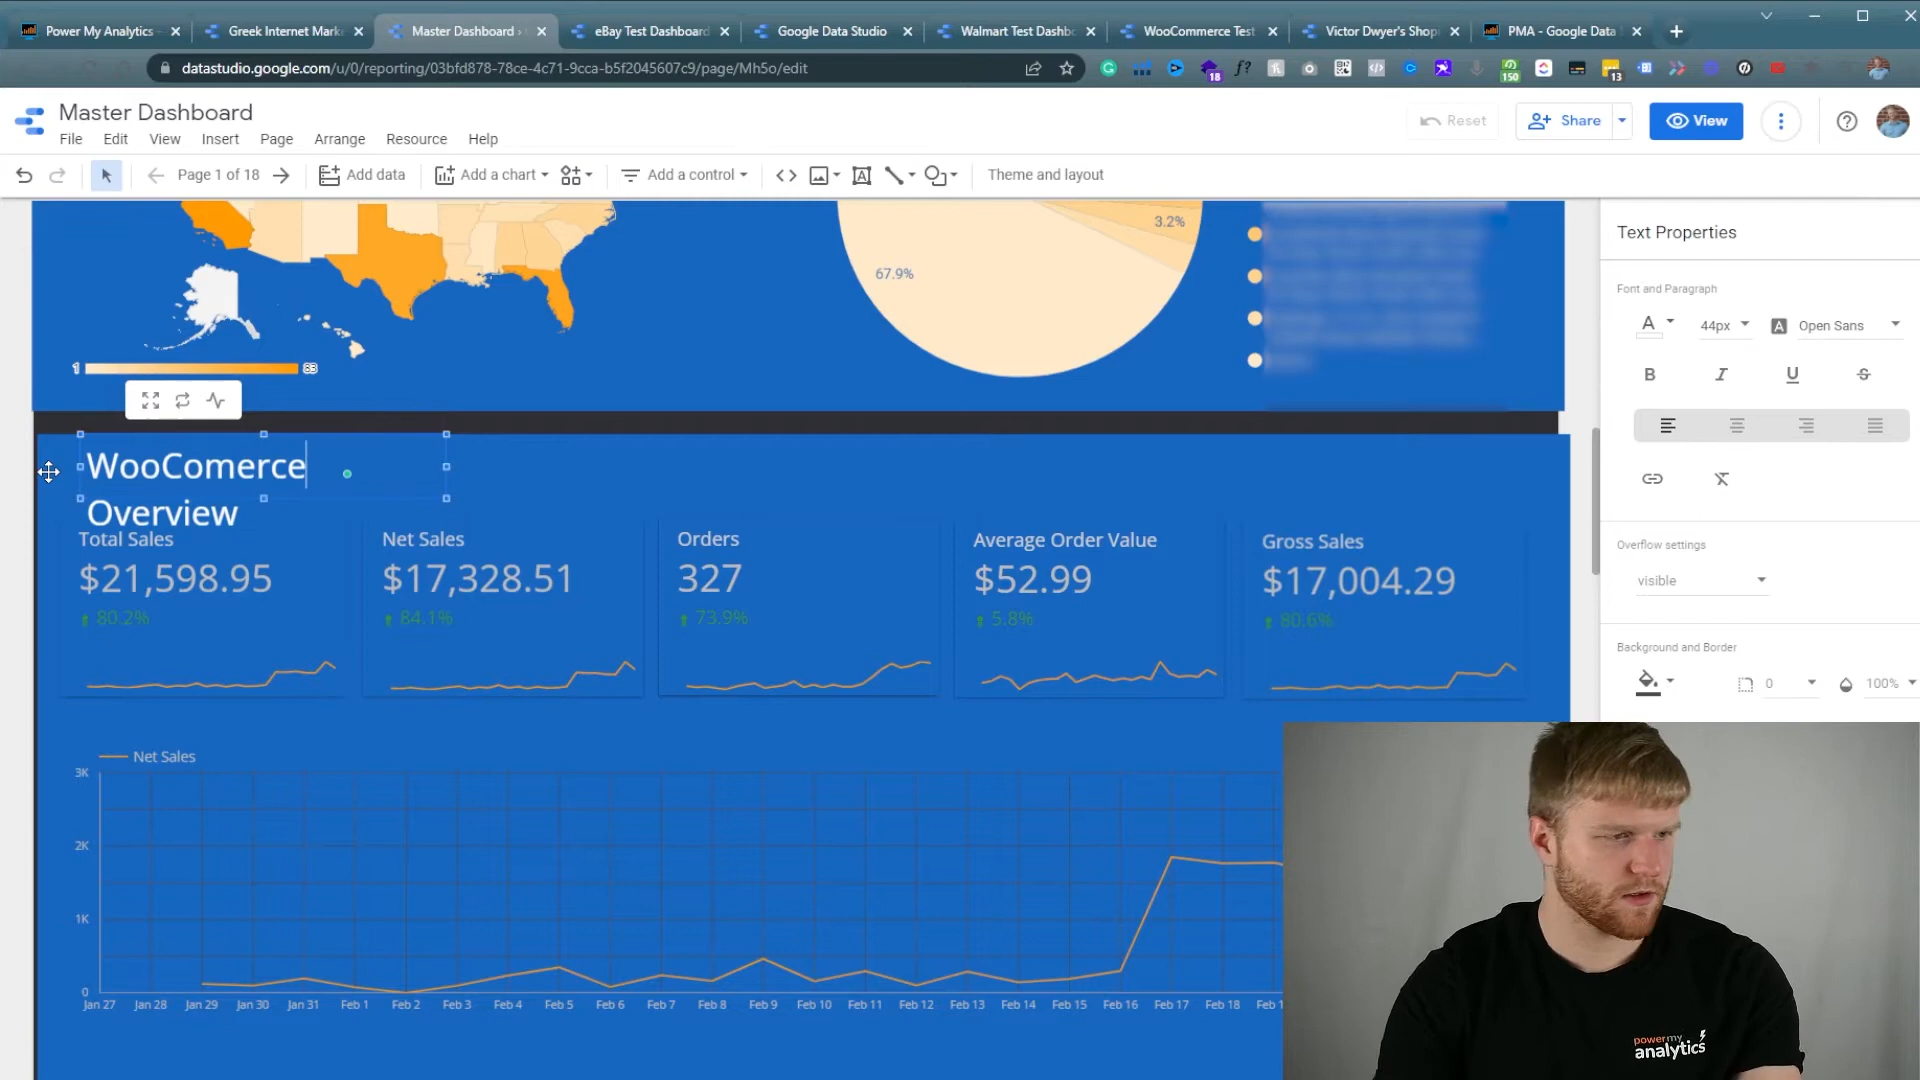 Power My Analytics
Greek Internet Mark
Master Dashboard ›
eBay Test Dashboard
Google Data Studio
Walmart Test Dashb
WooCommerce Test
Victor Dwyer's Shop
PMA - Google Data
datastudio.google.com/u/0/reporting/03bfd878-78ce-4c71-9cca-b5f2045607c9/page/Mh5o/edit
18
150
13
Master Dashboard
File Edit View Insert Page Arrange Resource Help
Reset
Share
View
Page 1 of 18
Add data
Add a chart
Add a control
Theme and layout
3.2%
67.9%
1
83
WooComerce
Overview
Total Sales
$21,598.95
80.2%
Net Sales
$17,328.51
84.1%
Orders
327
73.9%
Average Order Value
$52.99
5.8%
Gross Sales
$17,004.29
80.6%
Net Sales
3K
2K
1K
0
Jan 27 Jan 28 Jan 29 Jan 30 Jan 31 Feb 1 Feb 2 Feb 3 Feb 4 Feb 5 Feb 6 Feb 7 Feb 8 Feb 9 Feb 10 Feb 11 Feb 12 Feb 13 Feb 14 Feb 15 Feb 16 Feb 17 Feb 18 Feb 1
Text Properties
Font and Paragraph
A
44px
A
Open Sans
B I U S
Overflow settings
visible
Background and Border
0
100%
powermy
analytics